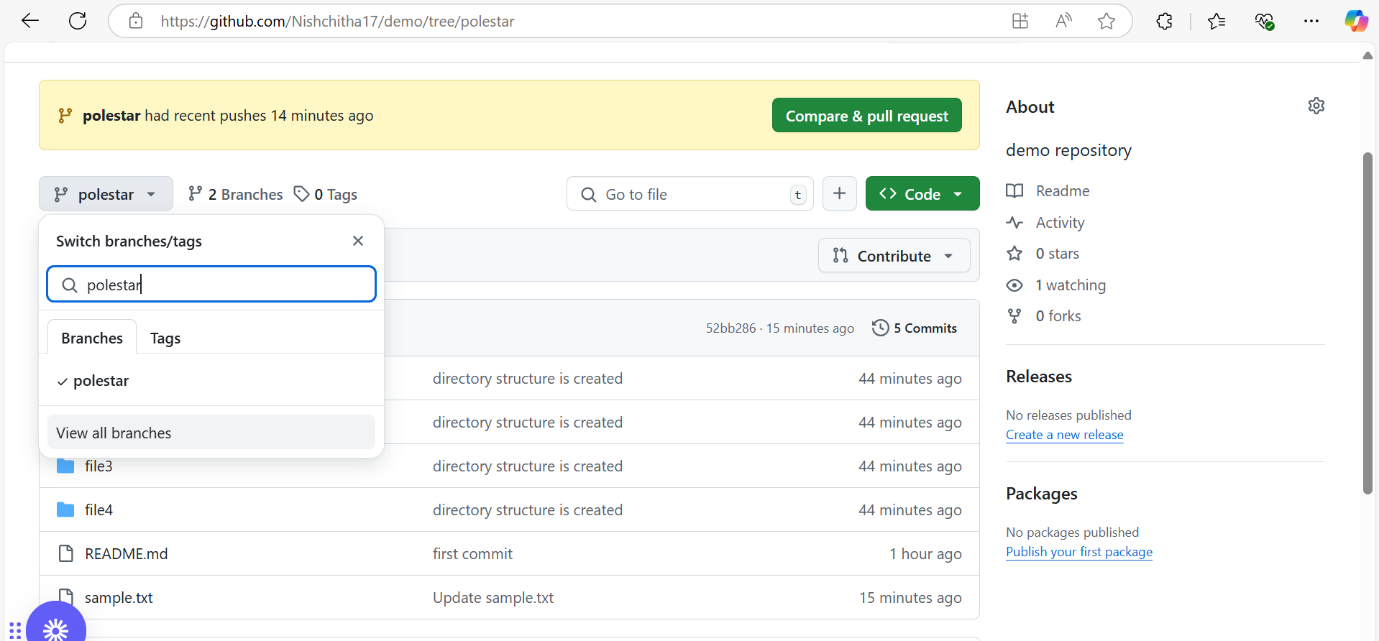 https://github.com/Nishchitha17/demo/tree/polestar
polestar had recent pushes 14 minutes ago
Compare & pull request
polestar
2 Branches
0 Tags
Go to file
t
Code
Switch branches/tags
polestar
Branches
Tags
polestar
View all branches
Contribute
52bb286 · 15 minutes ago
5 Commits
directory structure is created
44 minutes ago
directory structure is created
44 minutes ago
file3
directory structure is created
44 minutes ago
file4
directory structure is created
44 minutes ago
README.md
first commit
1 hour ago
sample.txt
Update sample.txt
15 minutes ago
About
demo repository
Readme
Activity
0 stars
1 watching
0 forks
Releases
No releases published
Create a new release
Packages
No packages published
Publish your first package